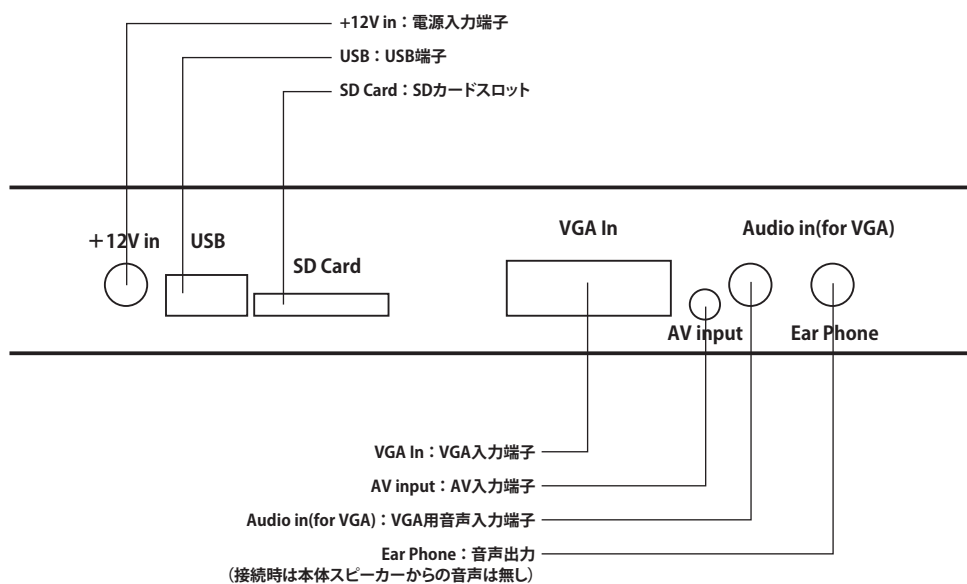 +12V in：電源入力端子
USB：USB端子
SD Card：SDカードスロット
＋12V in
USB
SD Card
VGA In
Audio in(for VGA)
AV input
Ear Phone
VGA In：VGA入力端子
AV input：AV入力端子
Audio in(for VGA)：VGA用音声入力端子
Ear Phone：音声出力
（接続時は本体スピーカーからの音声は無し）